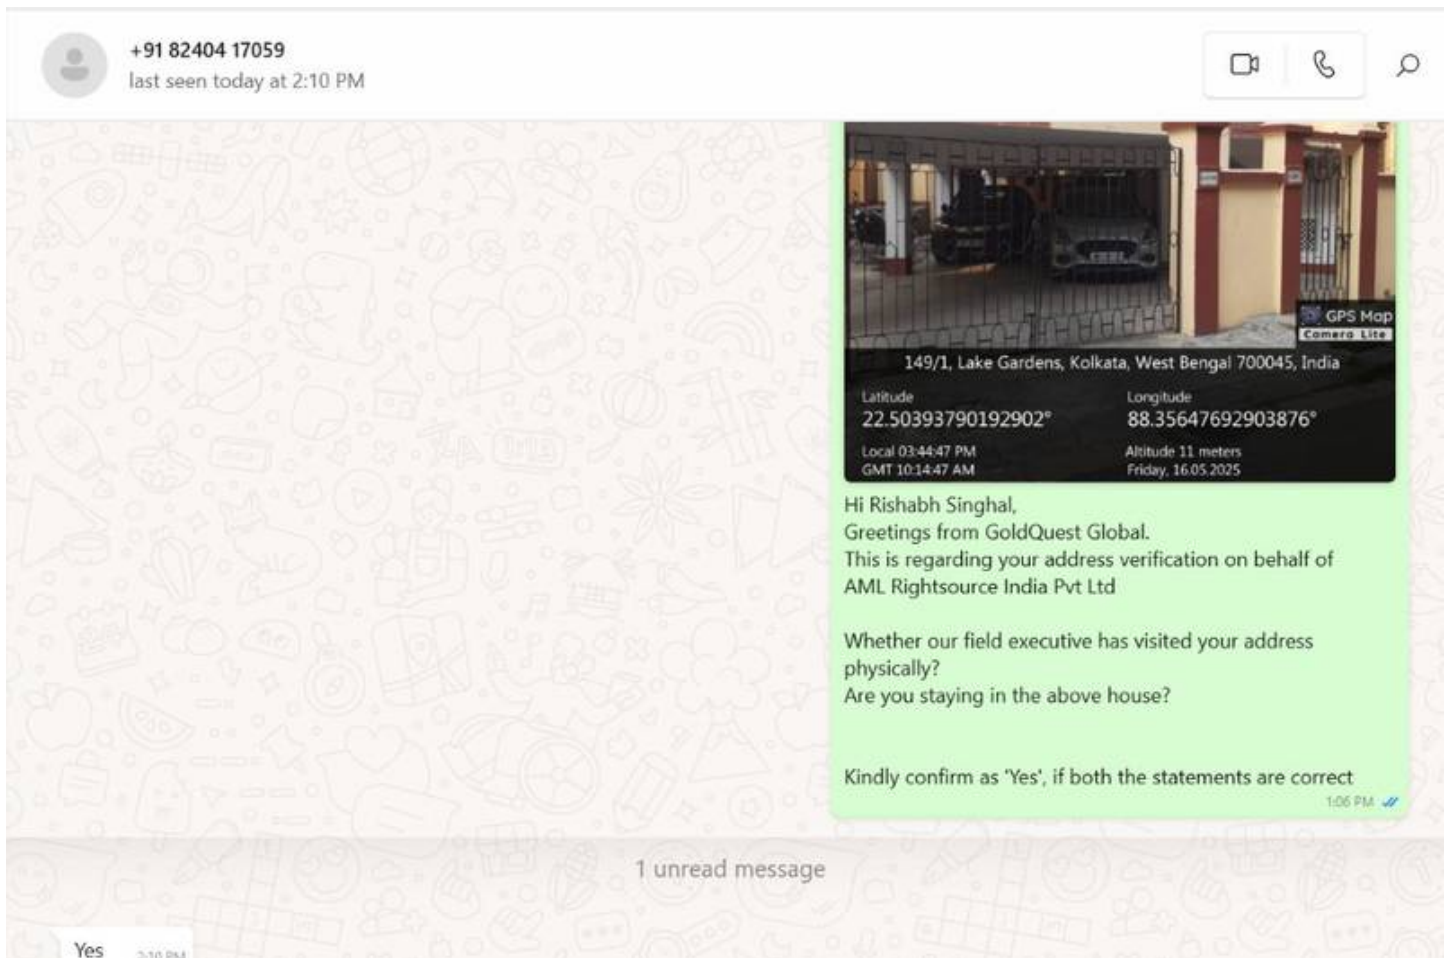 +91 82404 17059
last seen today at 2:10 PM
GPS Map
Camera Lite
149/1, Lake Gardens, Kolkata, West Bengal 700045, India
Latitude Longitude
22.50393790192902° 88.35647692903876°
Local 03:44:47 PM Altitude 11 meters
GMT 10:14:47 AM Friday, 16.05.2025
Hi Rishabh Singhal,
Greetings from GoldQuest Global.
This is regarding your address verification on behalf of
AML Rightsource India Pvt Ltd
Whether our field executive has visited your address
physically?
Are you staying in the above house?
Kindly confirm as 'Yes', if both the statements are correct
1:06 PM
1 unread message
Yes 2:10 PM